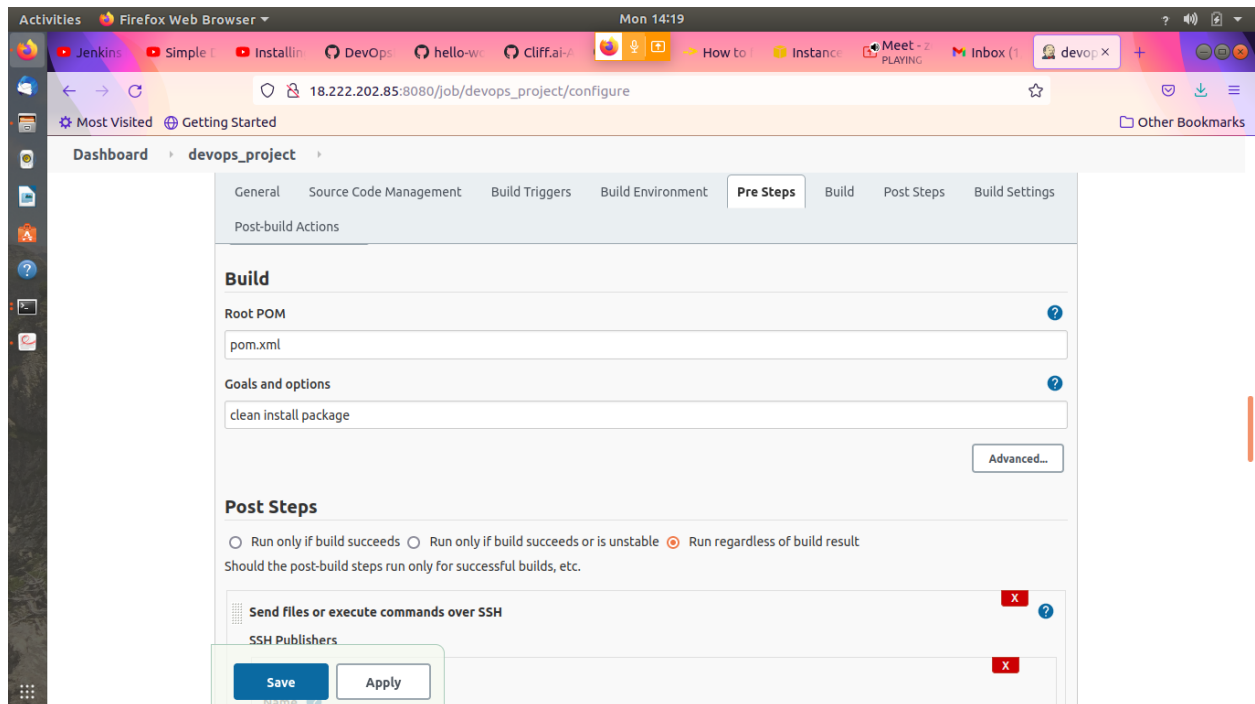 Activities Firefox Web Browser Mon 14:19 ?
Jenkins Simple Installin DevOps hello-wo Cliff.ai-A How to Instance Meet - z PLAYING Inbox (1 devop
18.222.202.85:8080/job/devops_project/configure
Most Visited Getting Started Other Bookmarks
Dashboard devops_project
General Source Code Management Build Triggers Build Environment Pre Steps Build Post Steps Build Settings
Post-build Actions
Build
Root POM ?
pom.xml
Goals and options ?
clean install package
Advanced...
Post Steps
Run only if build succeeds Run only if build succeeds or is unstable Run regardless of build result
Should the post-build steps run only for successful builds, etc.
X
Send files or execute commands over SSH ?
SSH Publishers
X
Save Apply
Name